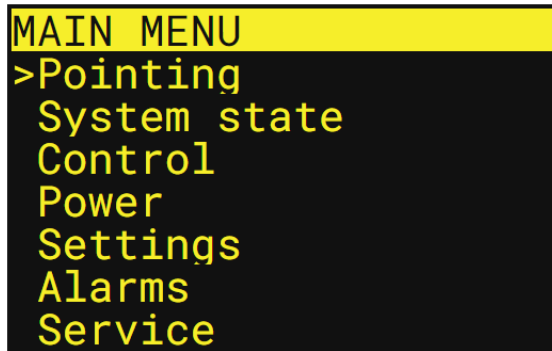 MAIN MENU
>Pointing
System state
Control
Power
Settings
Alarms
Service